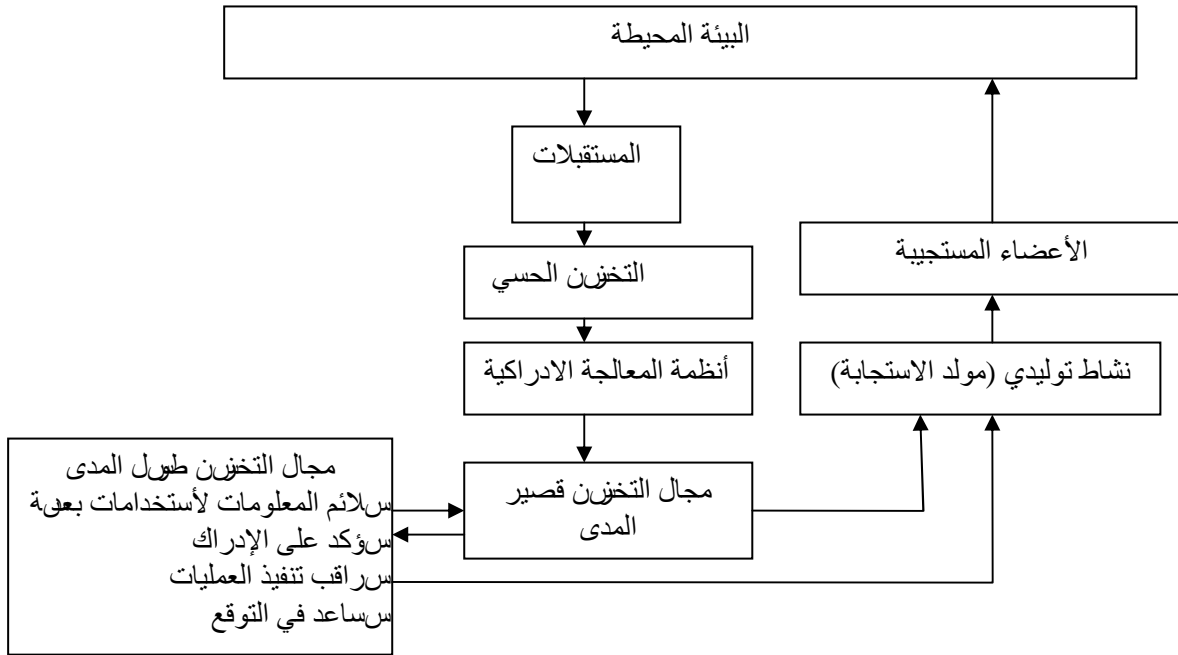 البيئة المحيطة
المستقبلات
الأعضاء المستجيبة
التخزين الحسي
أنظمة المعالجة الادراكية
نشاط توليدي (مولد الاستجابة)
مجال التخزين طويل المدى
يلائم المعلومات لأستخدامات بعيدة
يؤكد على الإدراك
يراقب تنفيذ العمليات
يساعد في التوقع
مجال التخزين قصير
المدى